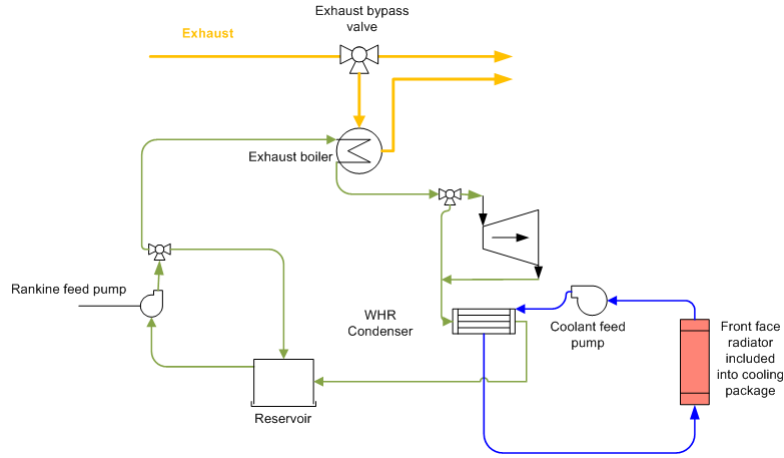 Exhaust bypass
valve
Exhaust
Exhaust boiler
Rankine feed pump
WHR
Condenser
Coolant feed
pump
Front face
radiator
included
into cooling
package
Reservoir